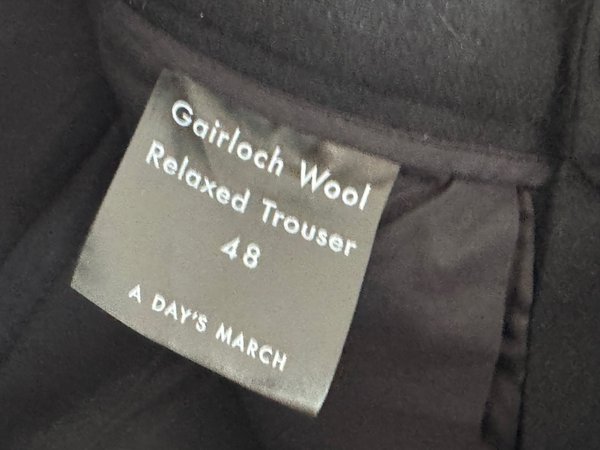 Gairloch Wool
Relaxed Trouser
48
A DAY'S MARCH